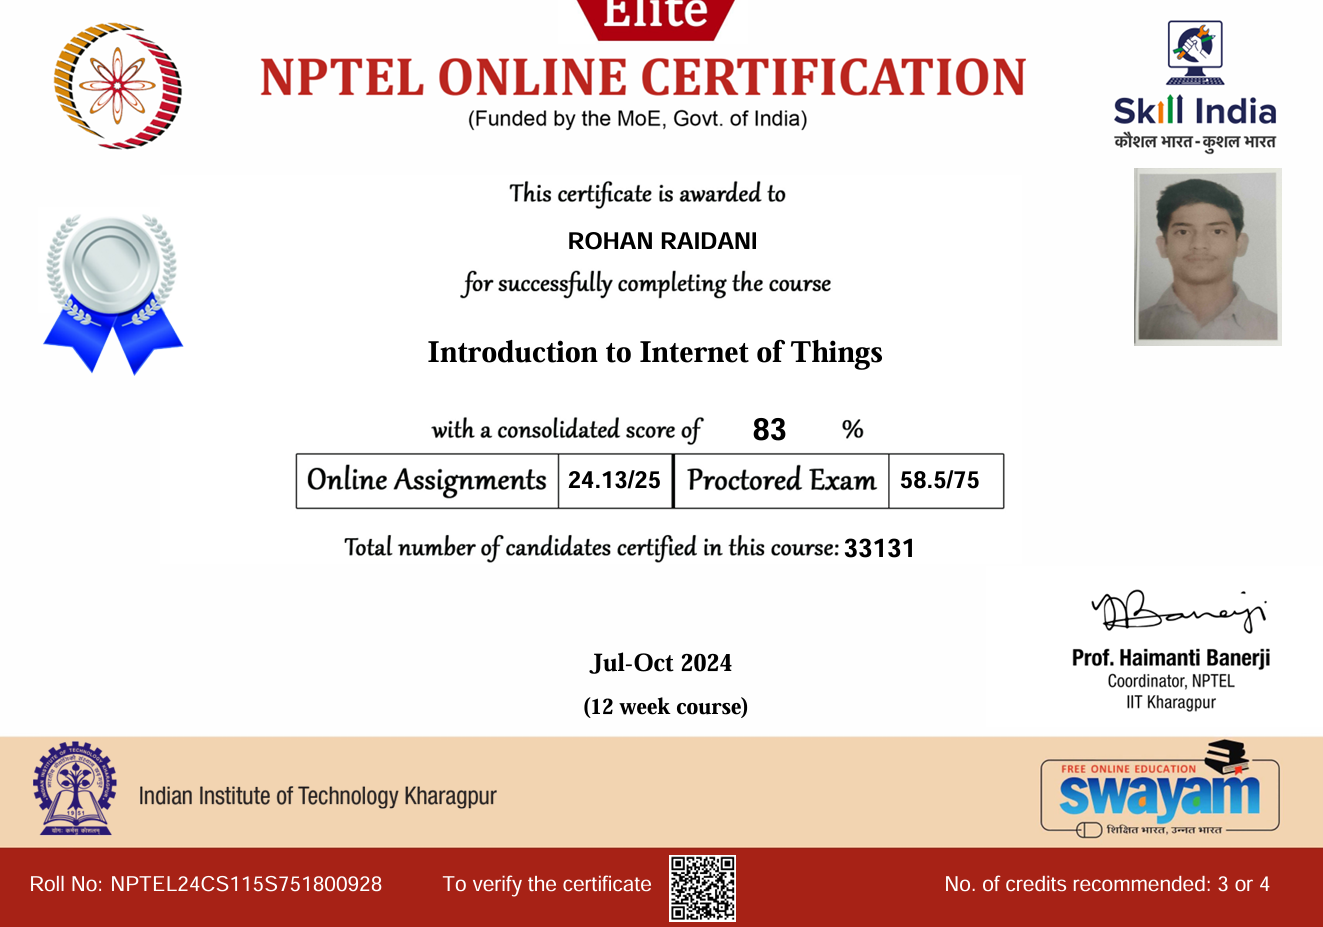 Elite
NPTEL ONLINE CERTIFICATION
(Funded by the MoE, Govt. of India)
Skill India
कौशल भारत - कुशल भारत
This certificate is awarded to
ROHAN RAIDANI
for successfully completing the course
Introduction to Internet of Things
with a consolidated score of 83 %
Online Assignments 24.13/25 Proctored Exam 58.5/75
Total number of candidates certified in this course: 33131
Prof. Haimanti Banerji
Coordinator, NPTEL
IIT Kharagpur
Jul-Oct 2024
(12 week course)
Indian Institute of Technology Kharagpur
1951
योगः कर्मसु कौशलम्
FREE ONLINE EDUCATION
swayam
शिक्षित भारत, उन्नत भारत
Roll No: NPTEL24CS115S751800928
To verify the certificate
No. of credits recommended: 3 or 4